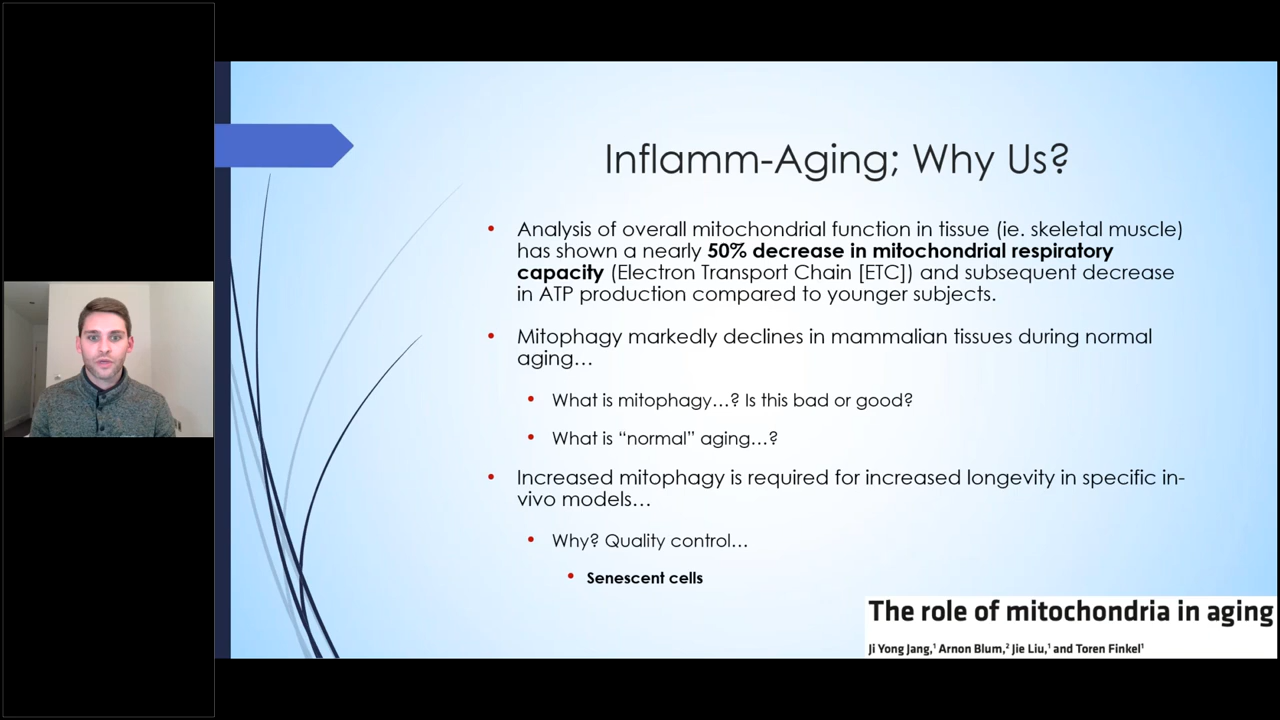 Inflamm-Aging; Why Us?
• Analysis of overall mitochondrial function in tissue (ie. skeletal muscle)
has shown a nearly 50% decrease in mitochondrial respiratory
capacity (Electron Transport Chain [ETC]) and subsequent decrease
in ATP production compared to younger subjects.
• Mitophagy markedly declines in mammalian tissues during normal
aging…
• What is mitophagy…? Is this bad or good?
• What is “normal” aging…?
• Increased mitophagy is required for increased longevity in specific in-
vivo models…
• Why? Quality control…
• Senescent cells
The role of mitochondria in aging
Ji Yong Jang,¹ Arnon Blum,² Jie Liu,¹ and Toren Finkel¹